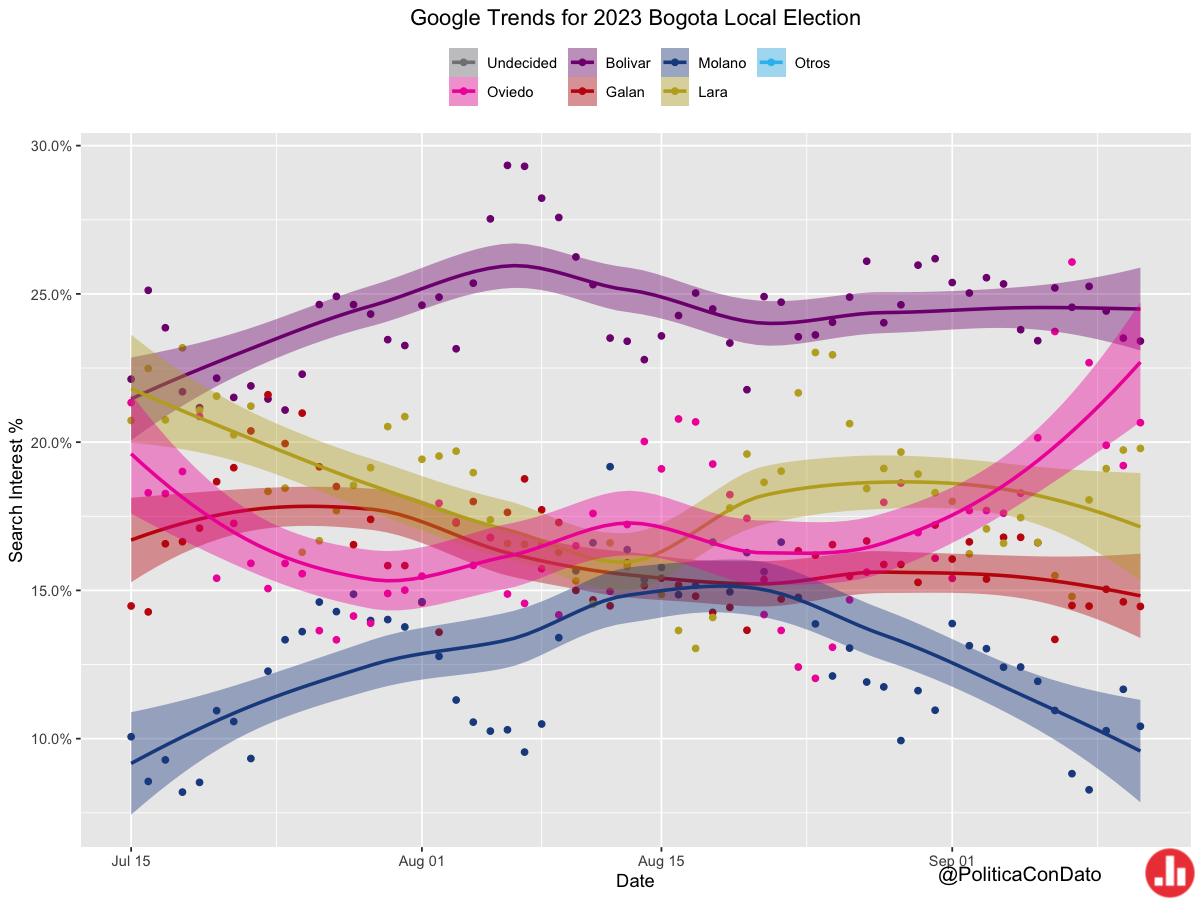 Google Trends for 2023 Bogota Local Election
Undecided Bolivar Molano Otros
Oviedo Galan Lara
30.0%
25.0%
20.0%
15.0%
10.0%
Search Interest %
Jul 15 Aug 01 Aug 15 Sep 01
Date
@PoliticaConDato